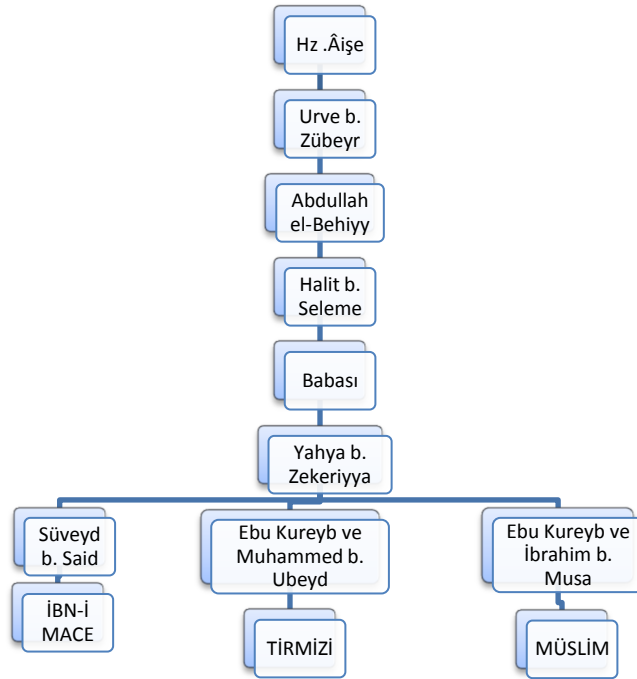 Hz .Âişe
Urve b.
Zübeyr
Abdullah
el-Behiyy
Halit b.
Seleme
Babası
Yahya b.
Zekeriyya
Süveyd
b. Said
Ebu Kureyb ve
Muhammed b.
Ubeyd
Ebu Kureyb ve
İbrahim b.
Musa
İBN-İ
MACE
TİRMİZİ
MÜSLİM